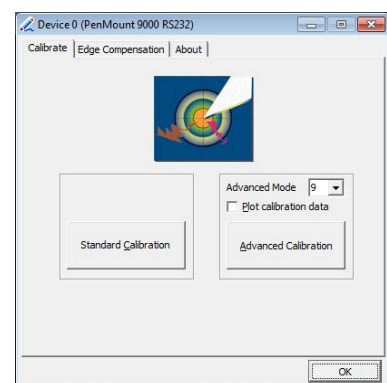 Device 0 (PenMount 9000 RS232)
Calibrate Edge Compensation About
Advanced Mode 9
Plot calibration data
Standard Calibration
Advanced Calibration
OK